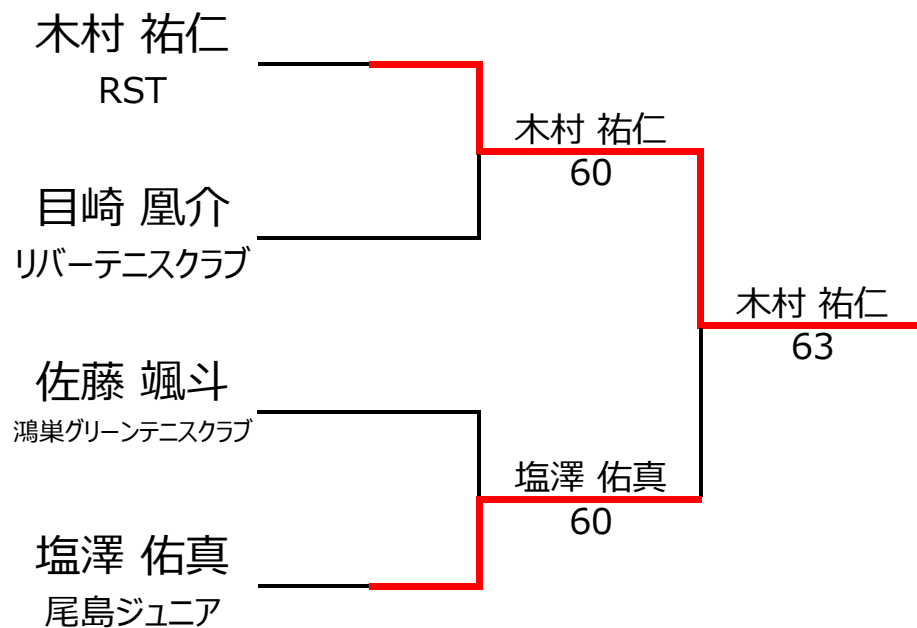 木村 祐仁
RST
目崎 凰介
リバーテニスクラブ
佐藤 颯斗
鴻巣グリーンテニスクラブ
塩澤 佑真
尾島ジュニア
木村 祐仁
60
塩澤 佑真
60
木村 祐仁
63